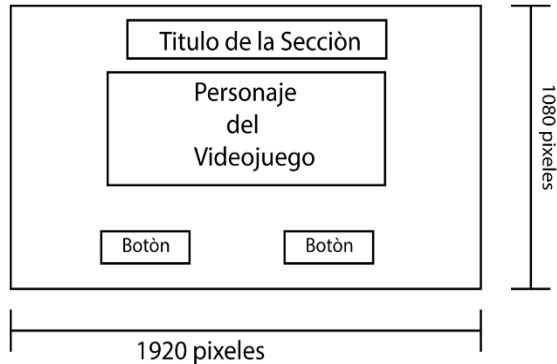 Titulo de la Secciòn
Personaje
del
Videojuego
Botòn
Botòn
1080 pixeles
1920 pixeles